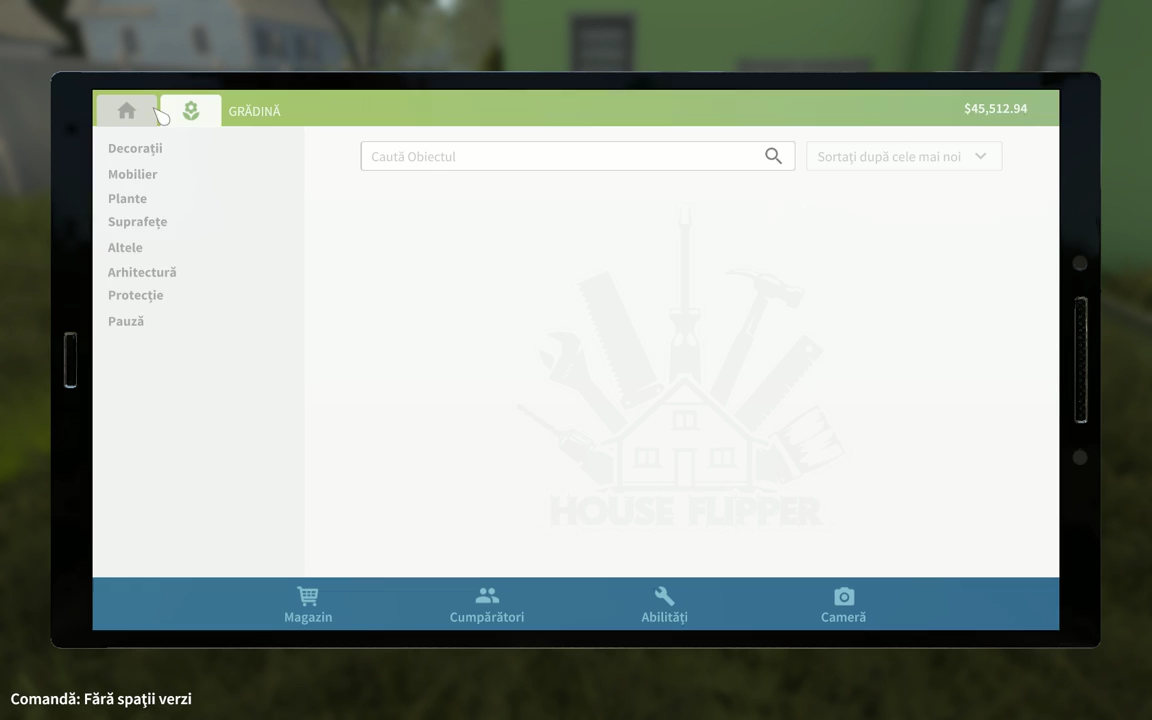 GRĂDINĂ
$45,512.94
Decorații
Mobilier
Plante
Suprafețe
Altele
Arhitectură
Protecție
Pauză
Caută Obiectul
Sortați după cele mai noi
HOUSE FLIPPER
Magazin
Cumpărători
Abilități
Cameră
Comandă: Fără spaţii verzi